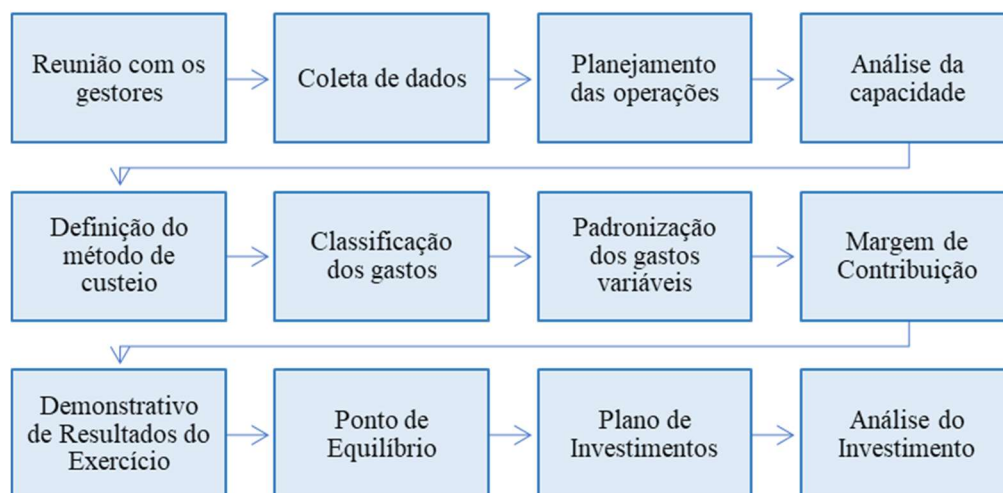 Reunião com os
gestores
Coleta de dados
Planejamento
das operações
Análise da
capacidade
Definição do
método de
custeio
Classificação
dos gastos
Padronização
dos gastos
variáveis
Margem de
Contribuição
Demonstrativo
de Resultados do
Exercício
Ponto de
Equilíbrio
Plano de
Investimentos
Análise do
Investimento